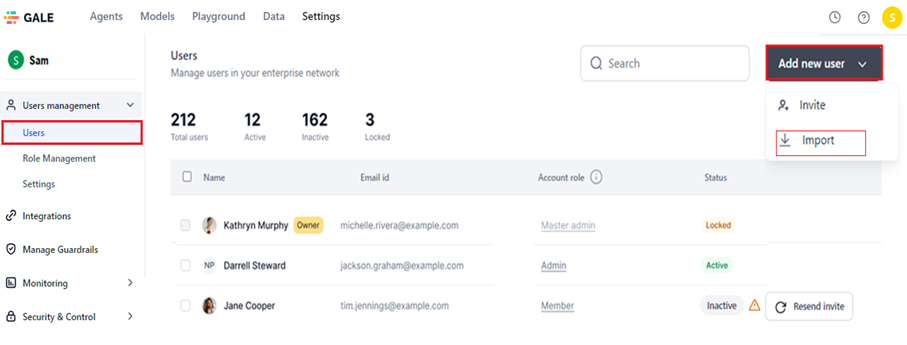 GALE Agents Models Playground Data Settings S
S Sam
Users
Manage users in your enterprise network
Search
Add new user
Invite
Import
Users management
Users
Role Management
Settings
Integrations
Manage Guardrails
Monitoring
Security & Control
212 12 162 3
Total users Active Inactive Locked
Name Email id Account role Status
Kathryn Murphy Owner michelle.rivera@example.com Master admin Locked
NP Darrell Steward jackson.graham@example.com Admin Active
Jane Cooper tim.jennings@example.com Member Inactive Resend invite